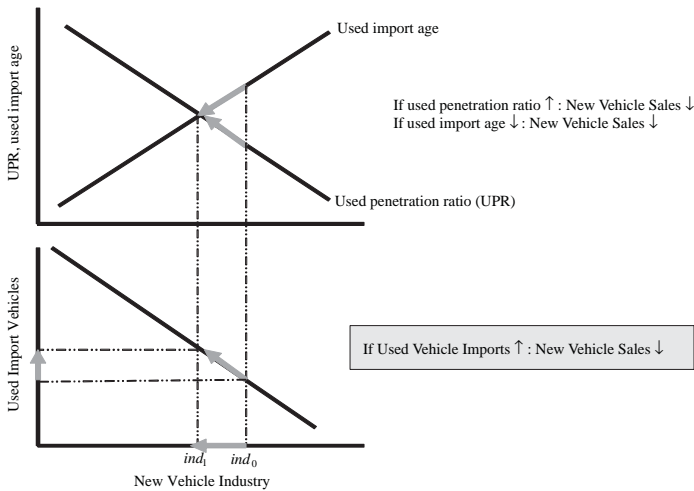 UPR, used import age
Used import age
If used penetration ratio ↑ : New Vehicle Sales ↓
If used import age ↓ : New Vehicle Sales ↓
Used penetration ratio (UPR)
Used Import Vehicles
If Used Vehicle Imports ↑ : New Vehicle Sales ↓
ind1 ind0
New Vehicle Industry